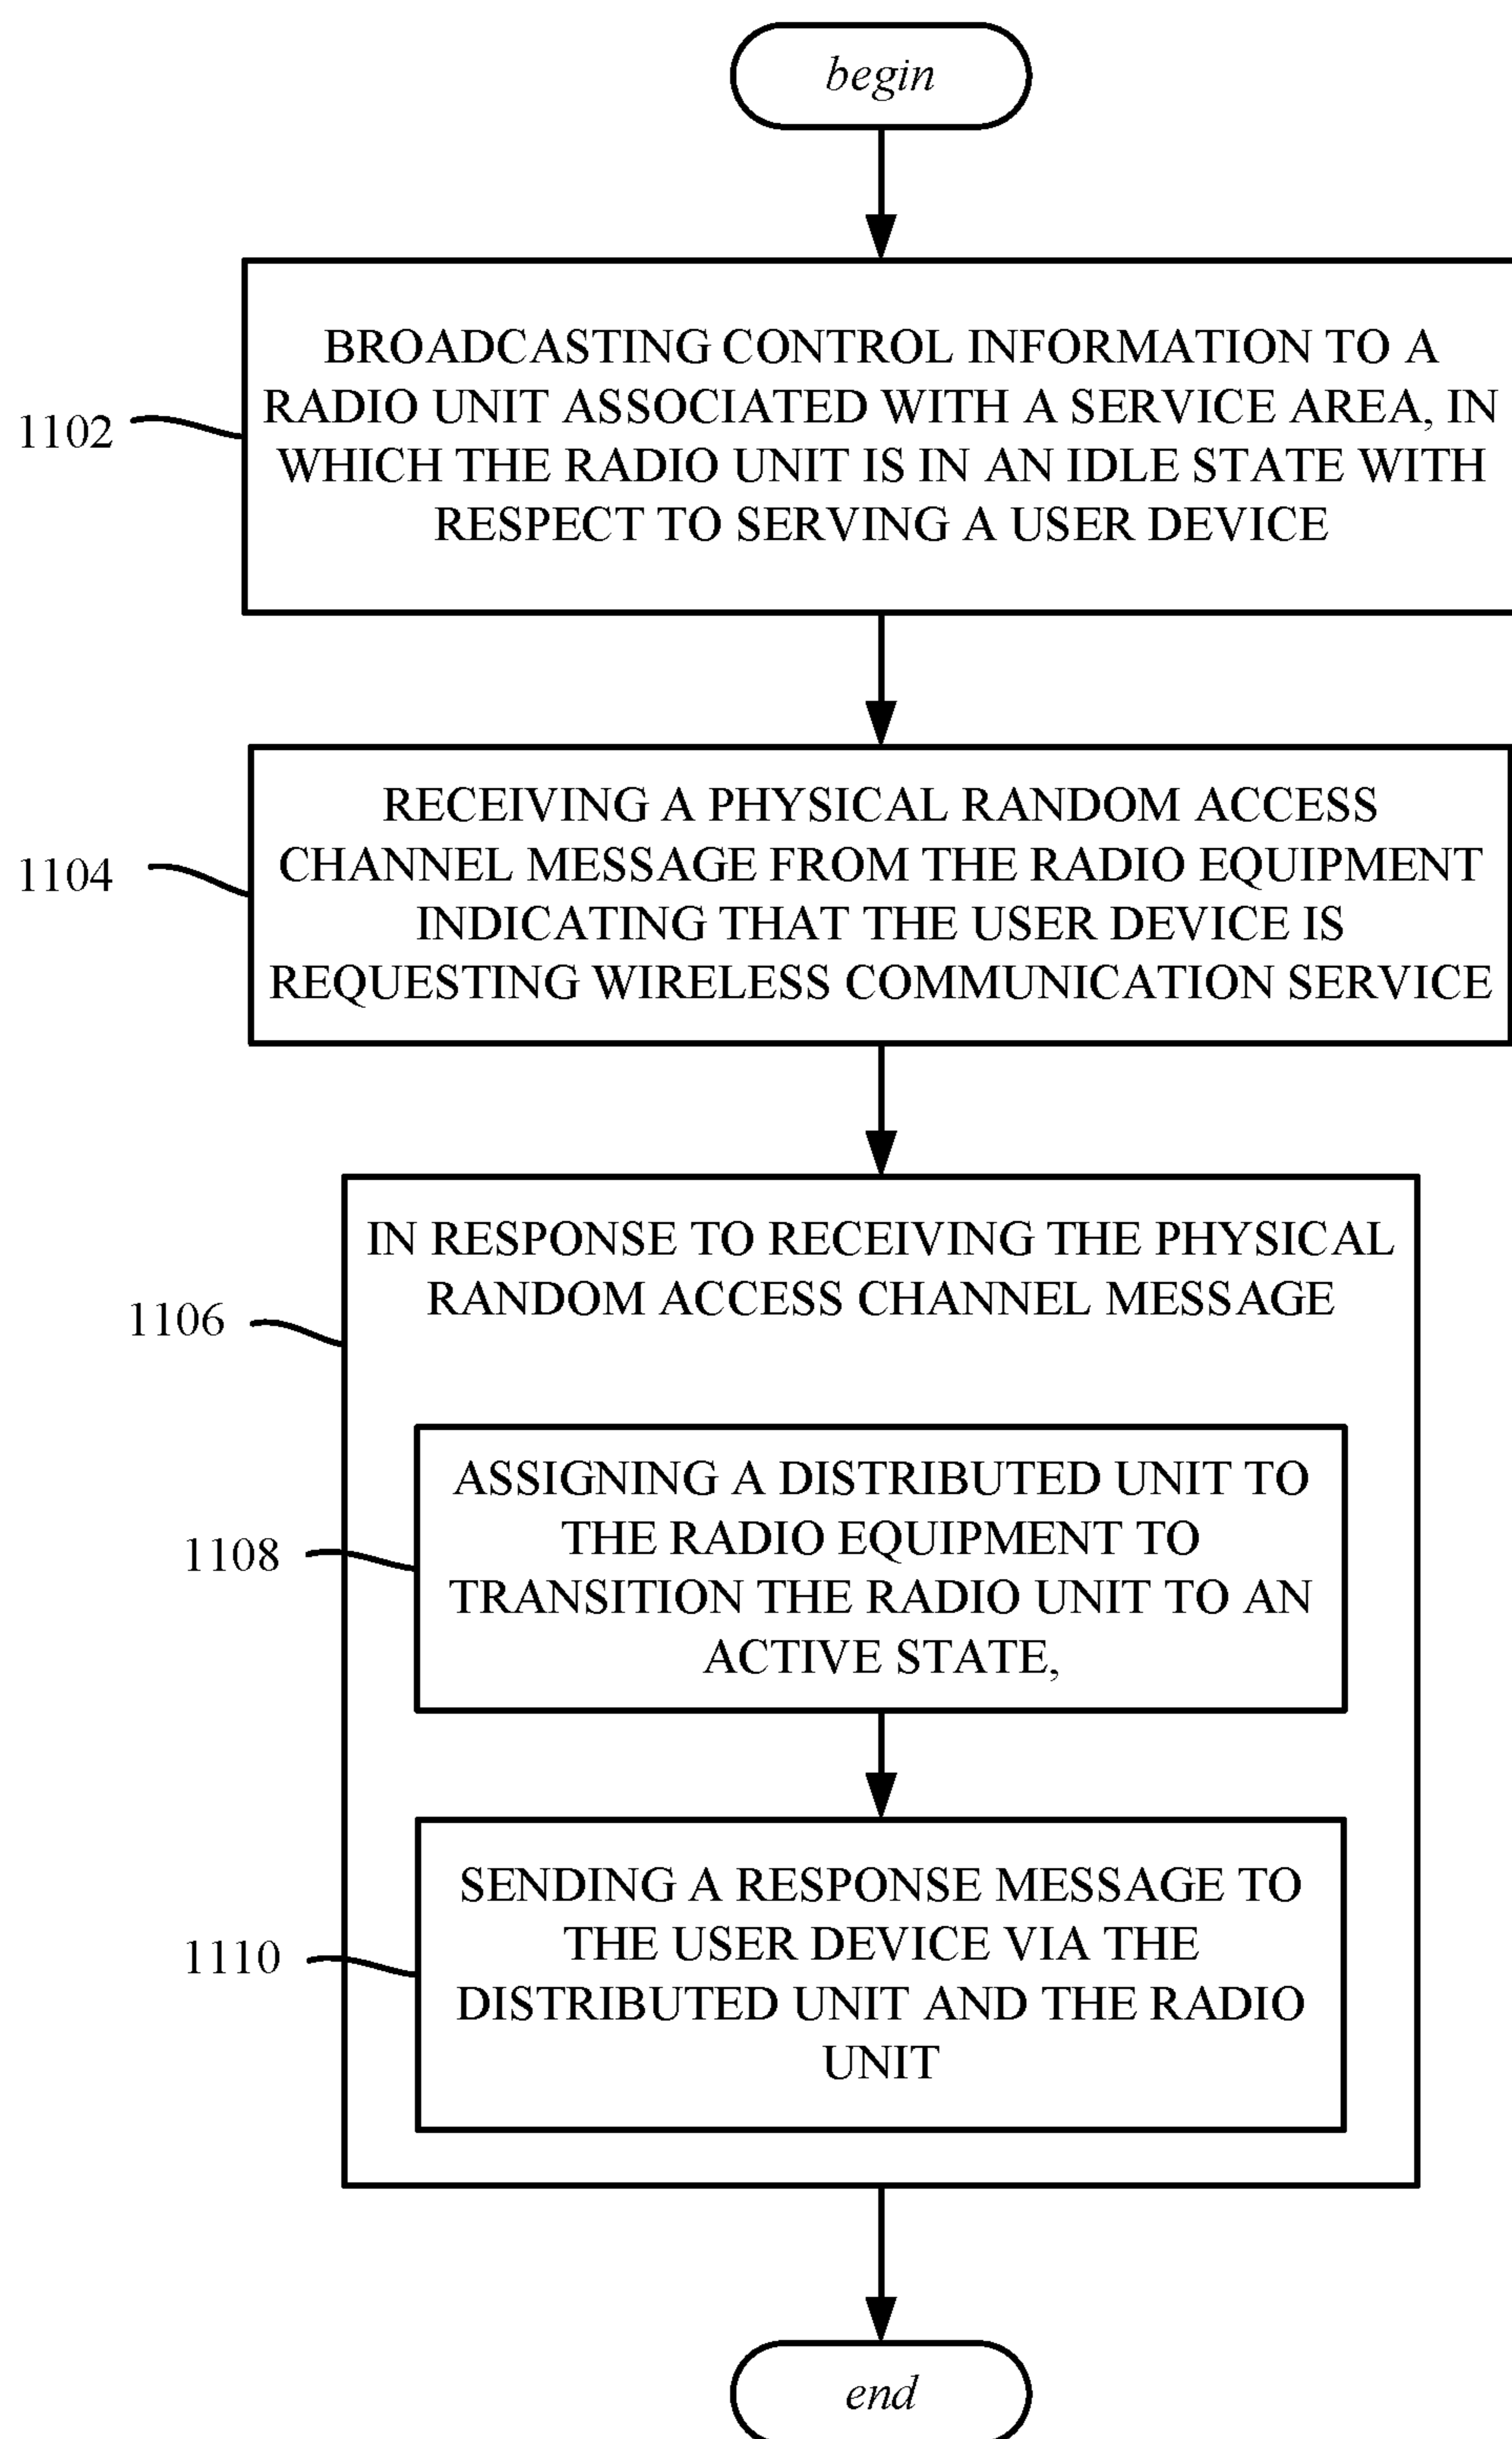 begin
BROADCASTING CONTROL INFORMATION TO A
RADIO UNIT ASSOCIATED WITH A SERVICE AREA, IN
WHICH THE RADIO UNIT IS IN AN IDLE STATE WITH
RESPECT TO SERVING A USER DEVICE
1102
RECEIVING A PHYSICAL RANDOM ACCESS
CHANNEL MESSAGE FROM THE RADIO EQUIPMENT
INDICATING THAT THE USER DEVICE IS
REQUESTING WIRELESS COMMUNICATION SERVICE
1104
IN RESPONSE TO RECEIVING THE PHYSICAL
RANDOM ACCESS CHANNEL MESSAGE
1106
ASSIGNING A DISTRIBUTED UNIT TO
THE RADIO EQUIPMENT TO
TRANSITION THE RADIO UNIT TO AN
ACTIVE STATE,
1108
SENDING A RESPONSE MESSAGE TO
THE USER DEVICE VIA THE
DISTRIBUTED UNIT AND THE RADIO
UNIT
1110
end